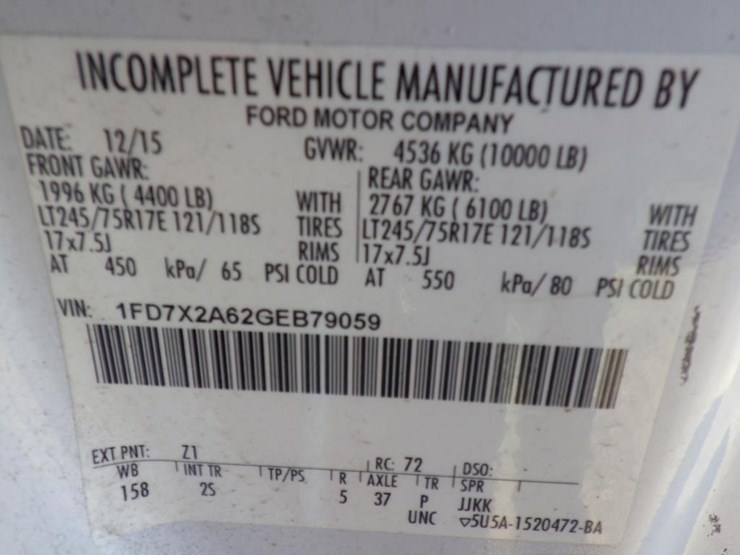 INCOMPLETE VEHICLE MANUFACTURED BY
FORD MOTOR COMPANY
DATE: 12/15 GVWR: 4536 KG (10000 LB)
FRONT GAWR: REAR GAWR:
1996 KG ( 4400 LB) WITH 2767 KG ( 6100 LB) WITH
LT245/75R17E 121/118S TIRES LT245/75R17E 121/118S TIRES
17x7.5J RIMS 17x7.5J RIMS
AT 450 kPa/ 65 PSI COLD AT 550 kPa/ 80 PSI COLD
VIN: 1FD7X2A62GEB79059
EXT PNT: Z1 RC: 72 DSO:
WB INT TR TP/PS R AXLE TR SPR
158 2S 5 37 P JJKK
UNC ▽5U5A-1520472-BA